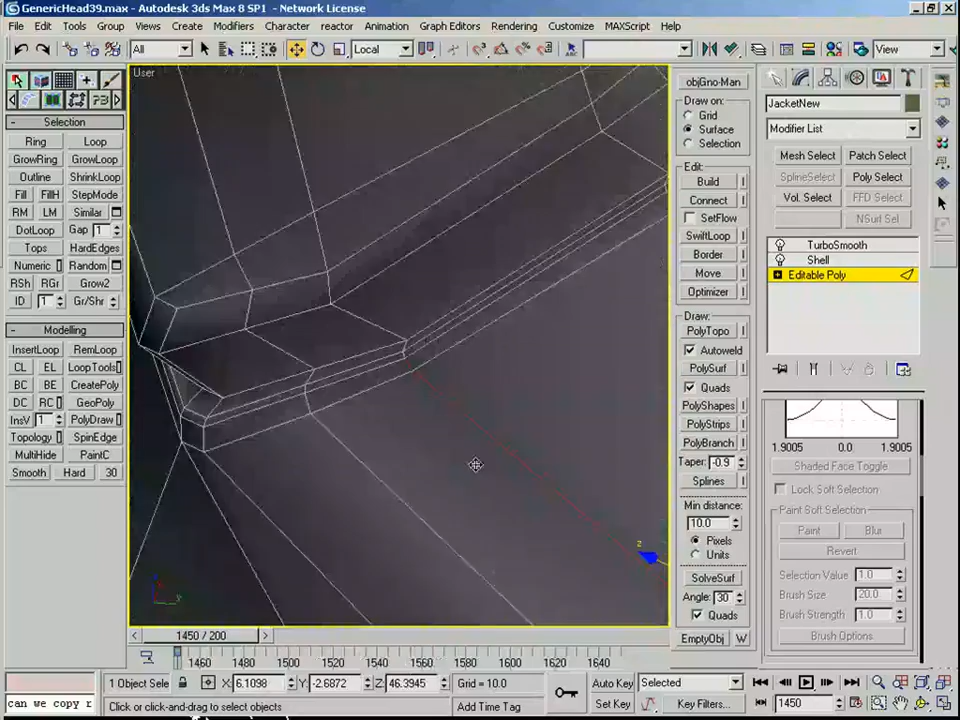 GenericHead39.max - Autodesk 3ds Max 8 SP1 - Network License
File Edit Tools Group Views Create Modifiers Character reactor Animation Graph Editors Rendering Customize MAXScript Help
All Local View
User
Selection
Ring Loop
GrowRing GrowLoop
Outline ShrinkLoop
Fill FillH StepMode
RM LM Similar
DotLoop Gap 1
Tops HardEdges
Numeric Random
RSh RGr Grow2
ID 1 Gr/Shr
Modelling
InsertLoop RemLoop
CL EL LoopTools
BC BE CreatePoly
DC RC GeoPoly
InsV 1 PolyDraw
Topology SpinEdge
MultiHide PaintC
Smooth Hard 30
objGno-Man
Draw on:
Grid
Surface
Selection
Edit:
Build
Connect
SetFlow
SwiftLoop
Border
Move
Optimizer
Draw:
PolyTopo
Autoweld
PolySurf
Quads
PolyShapes
PolyStrips
PolyBranch
Taper: -0.9
Splines
Min distance:
10.0
Pixels
Units
SolveSurf
Angle: 30
Quads
EmptyObj W
JacketNew
Modifier List
Mesh Select Patch Select
SplineSelect Poly Select
Vol. Select FFD Select
NSurf Sel
TurboSmooth
Shell
Editable Poly
1.9005 0.0 1.9005
Shaded Face Toggle
Lock Soft Selection
Paint Soft Selection
Paint Blur
Revert
Selection Value 1.0
Brush Size 20.0
Brush Strength 1.0
Brush Options
z
y
1450 / 200
1460 1480 1500 1520 1540 1560 1580 1600 1620 1640
1 Object Sele X: 6.1098 Y: -2.6872 Z: 46.3945 Grid = 10.0 Auto Key Selected
can we copy r Click or click-and-drag to select objects Add Time Tag Set Key Key Filters... 1450